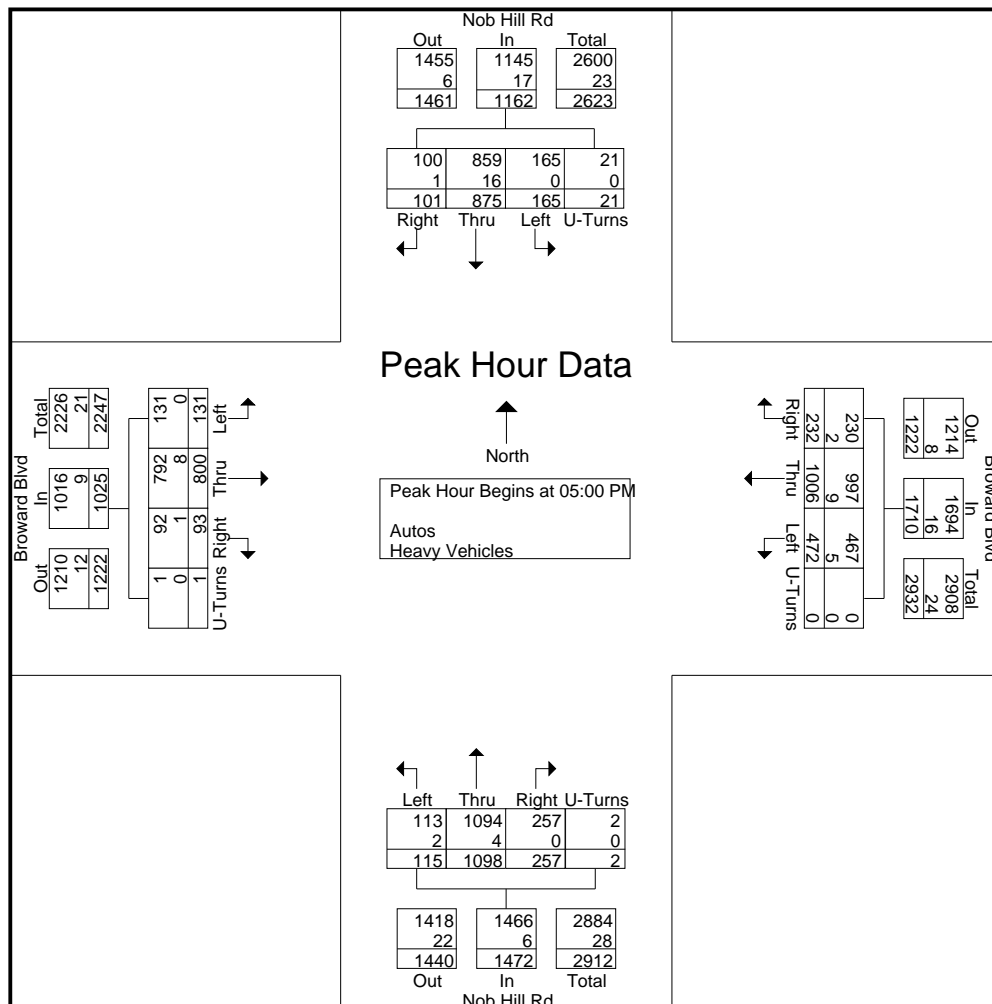 Nob Hill Rd
Out In Total
1455 1145 2600
6 17 23
1461 1162 2623
100 859 165 21
1 16 0 0
101 875 165 21
Right Thru Left U-Turns
Peak Hour Data
North
Peak Hour Begins at 05:00 PM
Autos
Heavy Vehicles
Broward Blvd
Out In Total
1210 1016 2226
12 9 21
1222 1025 2247
1 92 792 131
0 1 8 0
1 93 800 131
U-Turns Right Thru Left
Broward Blvd
Out In Total
1214 1694 2908
8 16 24
1222 1710 2932
230 997 467 0
2 9 5 0
232 1006 472 0
Right Thru Left U-Turns
Left Thru Right U-Turns
113 1094 257 2
2 4 0 0
115 1098 257 2
1418 1466 2884
22 6 28
1440 1472 2912
Out In Total
Nob Hill Rd